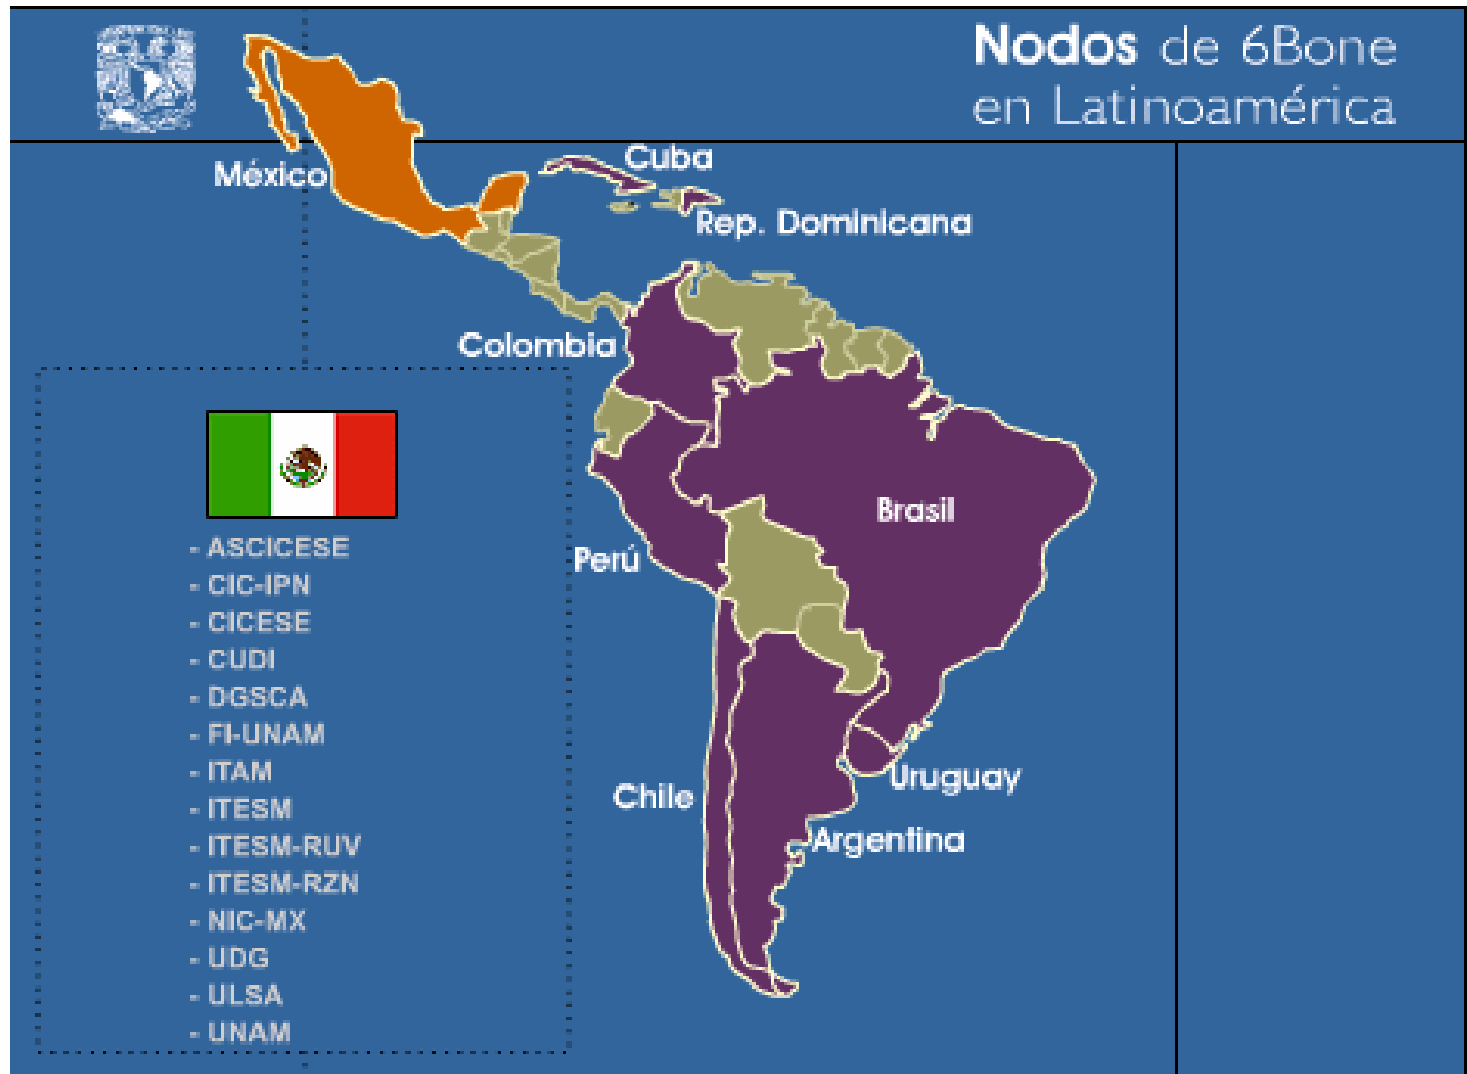 Nodos de 6Bone
en Latinoamérica
México
Cuba
Rep. Dominicana
Colombia
Brasil
Perú
Chile
Uruguay
Argentina
- ASCICESE
- CIC-IPN
- CICESE
- CUDI
- DGSCA
- FI-UNAM
- ITAM
- ITESM
- ITESM-RUV
- ITESM-RZN
- NIC-MX
- UDG
- ULSA
- UNAM